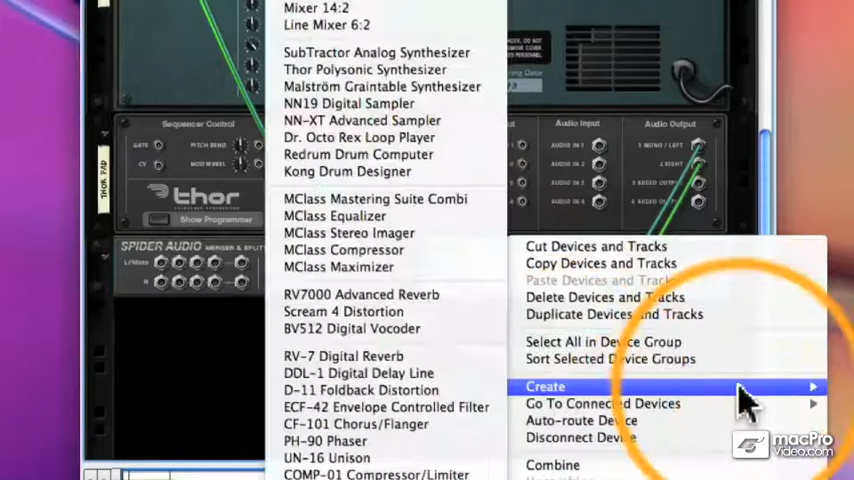 Mixer 14:2
Line Mixer 6:2
SubTractor Analog Synthesizer
Thor Polysonic Synthesizer
Malström Graintable Synthesizer
NN19 Digital Sampler
NN-XT Advanced Sampler
Dr. Octo Rex Loop Player
Redrum Drum Computer
Kong Drum Designer
MClass Mastering Suite Combi
MClass Equalizer
MClass Stereo Imager
MClass Compressor
MClass Maximizer
RV7000 Advanced Reverb
Scream 4 Distortion
BV512 Digital Vocoder
RV-7 Digital Reverb
DDL-1 Digital Delay Line
D-11 Foldback Distortion
ECF-42 Envelope Controlled Filter
CF-101 Chorus/Flanger
PH-90 Phaser
UN-16 Unison
COMP-01 Compressor/Limiter
Cut Devices and Tracks
Copy Devices and Tracks
Paste Devices and Tracks
Delete Devices and Tracks
Duplicate Devices and Tracks
Select All in Device Group
Sort Selected Device Groups
Create
Go To Connected Devices
Auto-route Device
Disconnect Device
Combine
Sequencer Control
GATE
CV
PITCH BEND
MOD WHEEL
THOR PAD
thor
Show Programmer
SPIDER AUDIO MERGER & SPLIT
R
Audio Input
AUDIO IN 1
AUDIO IN 2
AUDIO IN 3
Audio Output
1 MONO / LEFT
2 RIGHT
3 AUDIO
macPro
Video.com